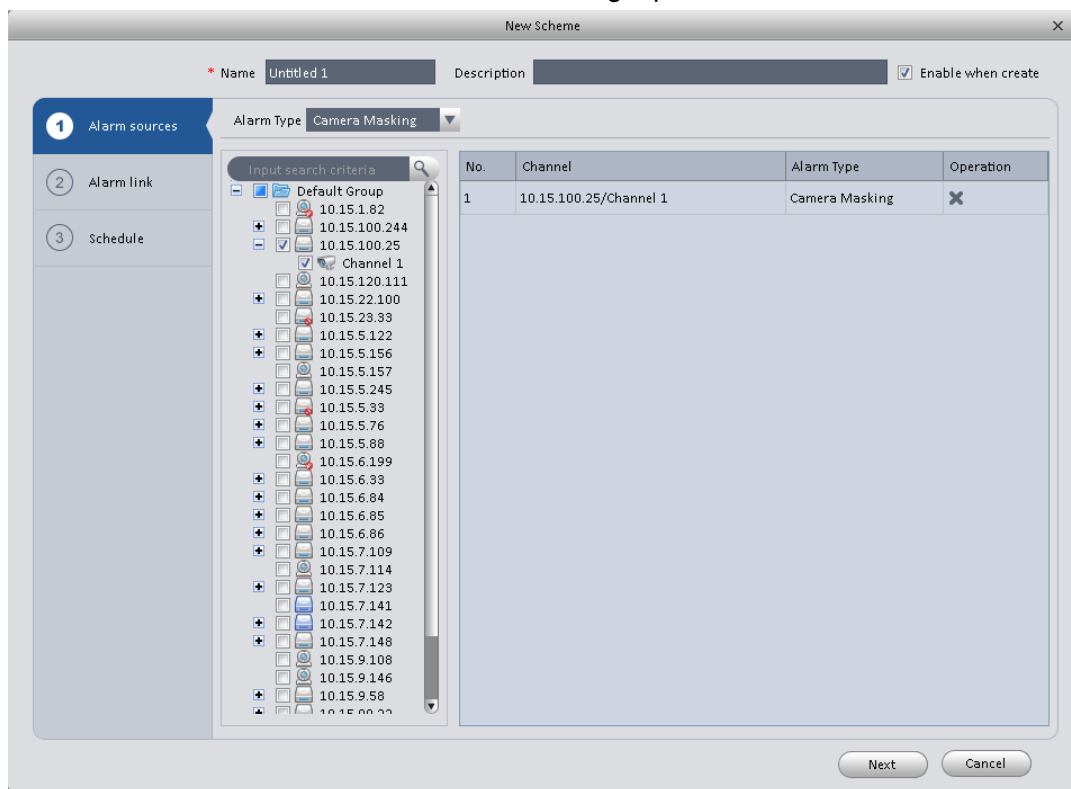 New Scheme
* Name Untitled 1 Description Enable when create
1 Alarm sources
2 Alarm link
3 Schedule
Alarm Type Camera Masking
Input search criteria
Default Group
10.15.1.82
10.15.100.244
10.15.100.25
Channel 1
10.15.120.111
10.15.22.100
10.15.23.33
10.15.5.122
10.15.5.156
10.15.5.157
10.15.5.245
10.15.5.33
10.15.5.76
10.15.5.88
10.15.6.199
10.15.6.33
10.15.6.84
10.15.6.85
10.15.6.86
10.15.7.109
10.15.7.114
10.15.7.123
10.15.7.141
10.15.7.142
10.15.7.148
10.15.9.108
10.15.9.146
10.15.9.58
No. Channel Alarm Type Operation
1 10.15.100.25/Channel 1 Camera Masking
Next Cancel